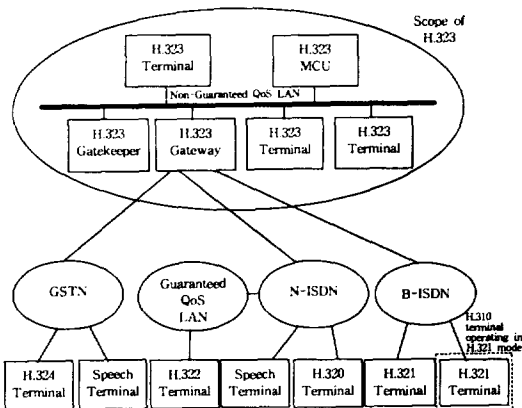 Scope of
H.323
H.323
Terminal
H.323
MCU
Non-Guaranteed QoS LAN
H.323
Gatekeeper
H.323
Gateway
H.323
Terminal
H.323
Terminal
GSTN
Guaranteed
QoS
LAN
N-ISDN
B-ISDN
H.310
terminal
operating in
H.321 mode
H.324
Terminal
Speech
Terminal
H.322
Terminal
Speech
Terminal
H.320
Terminal
H.321
Terminal
H.321
Terminal